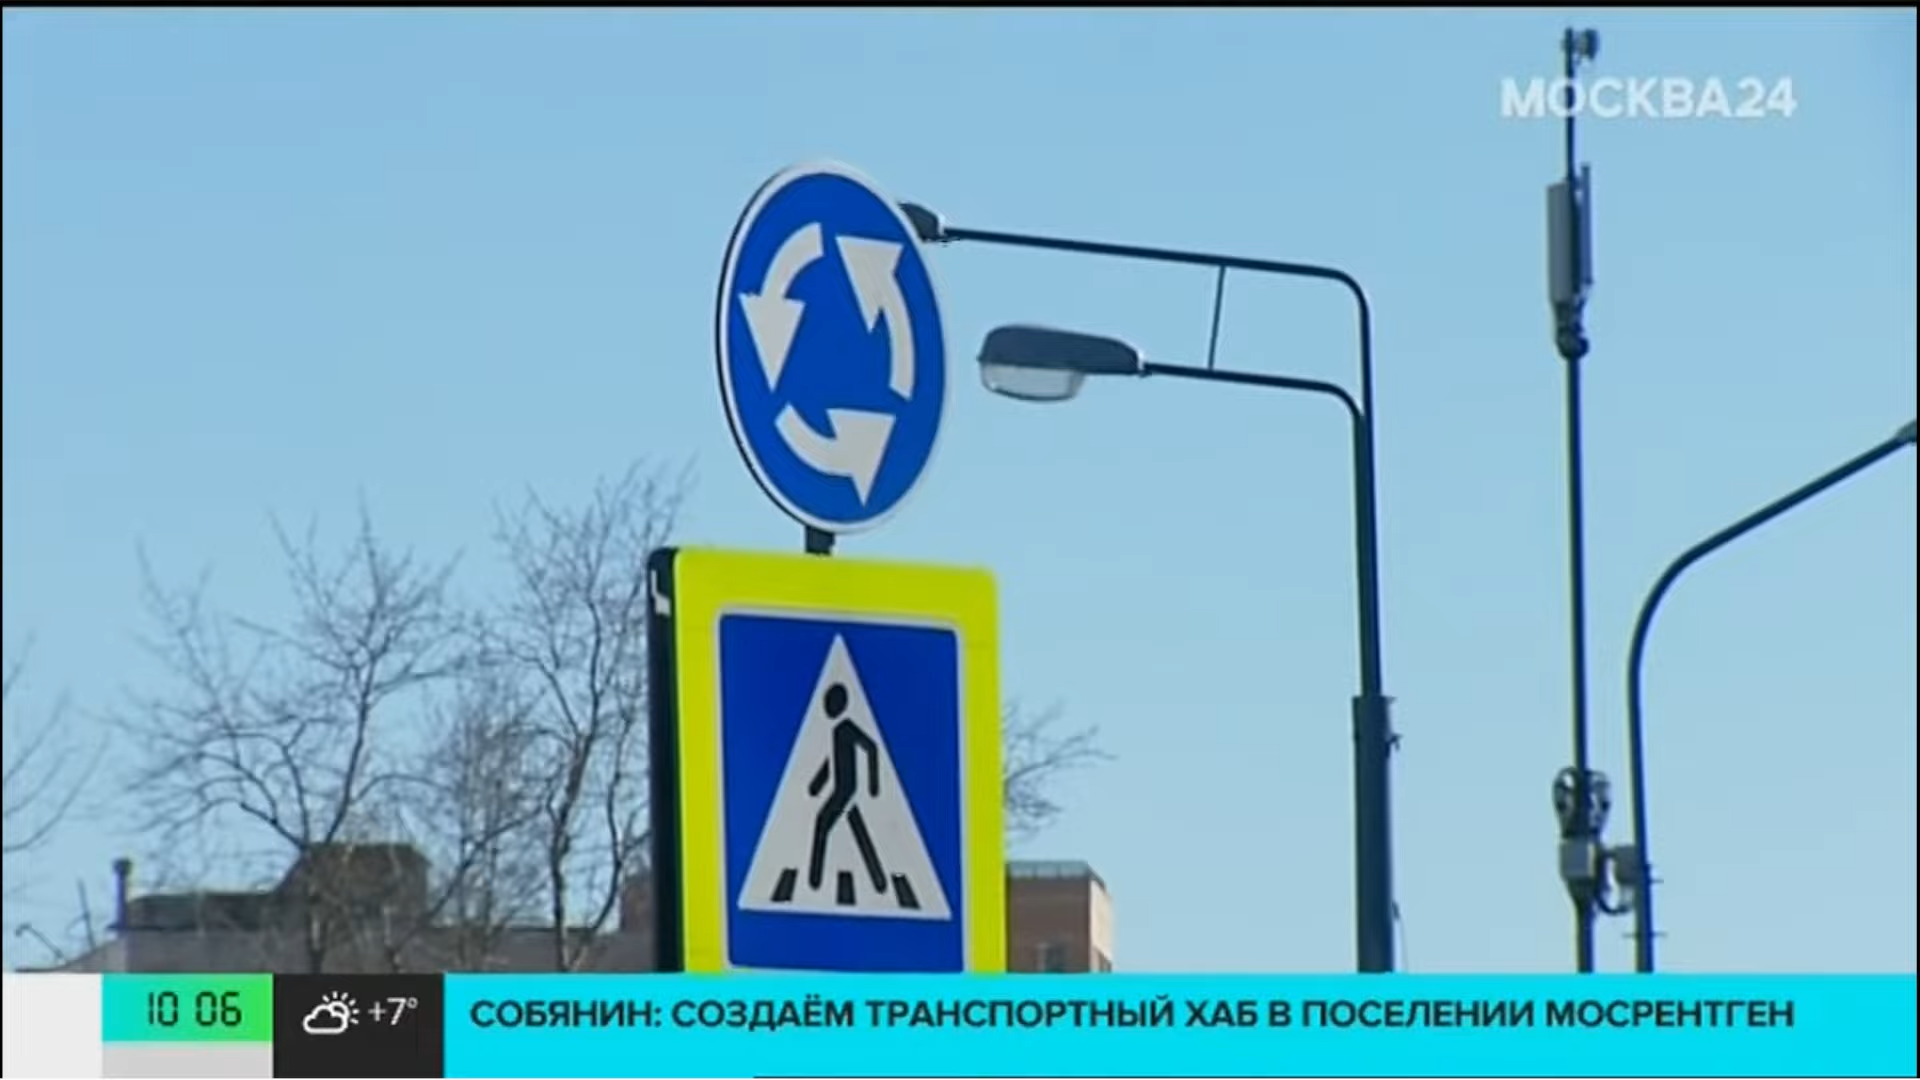 МОСКВА24
10 06
+7°
СОБЯНИН: СОЗДАЁМ ТРАНСПОРТНЫЙ ХАБ В ПОСЕЛЕНИИ МОСРЕНТГЕН